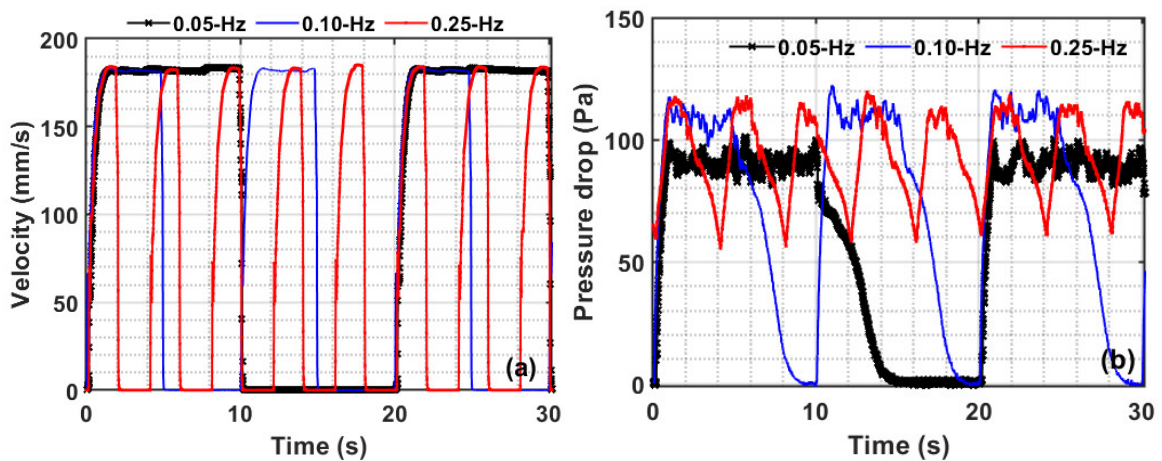 0.05-Hz 0.10-Hz 0.25-Hz
200
150
100
50
0
Velocity (mm/s)
(a)
0 10 20 30
Time (s)
150
100
50
0
Pressure drop (Pa)
0.05-Hz 0.10-Hz 0.25-Hz
(b)
0 10 20 30
Time (s)